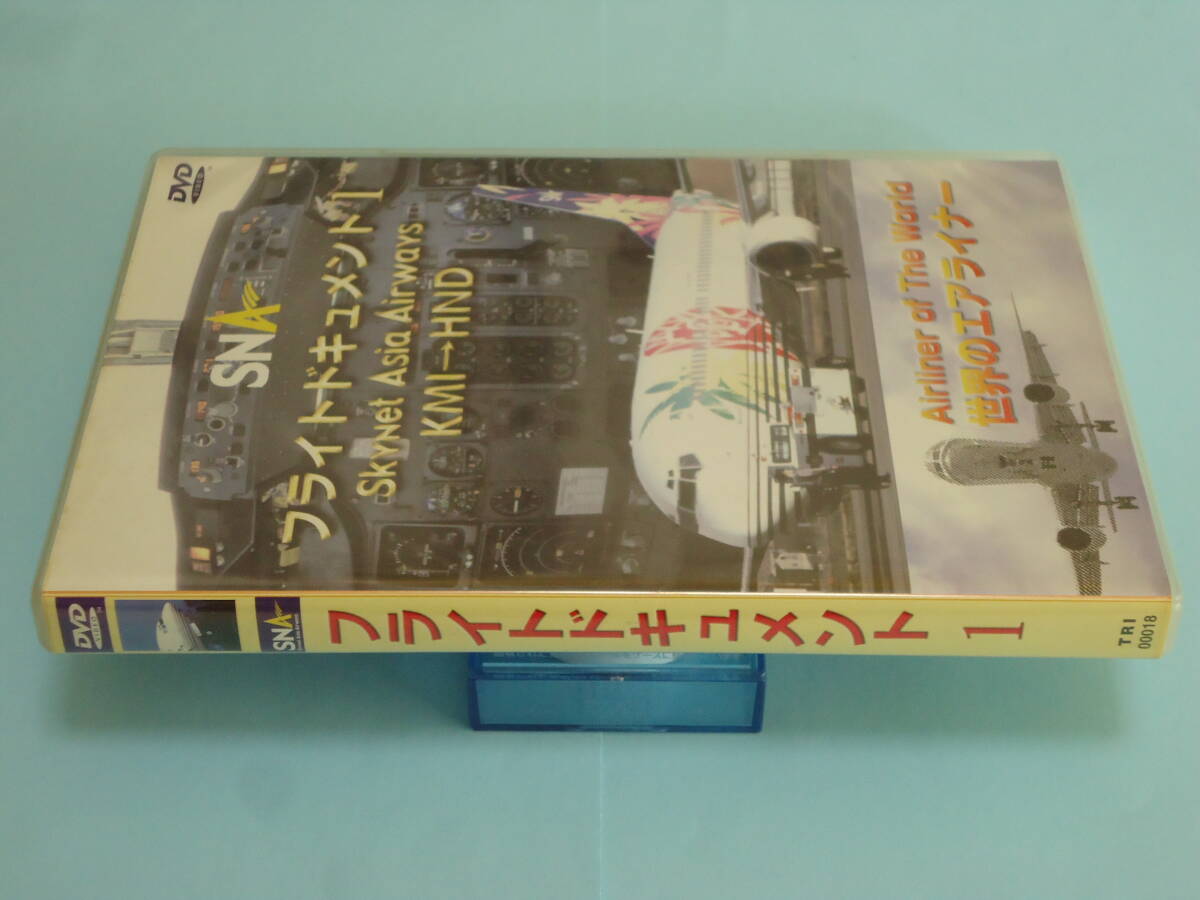 DVD
VIDEO
SNA
フライトドキュメント1
Skynet Asia Airways
KMI→HND
Airliner of The World
世界のエアライナー
DVD
VIDEO
SNA
フライトドキュメント 1
TRI
00018